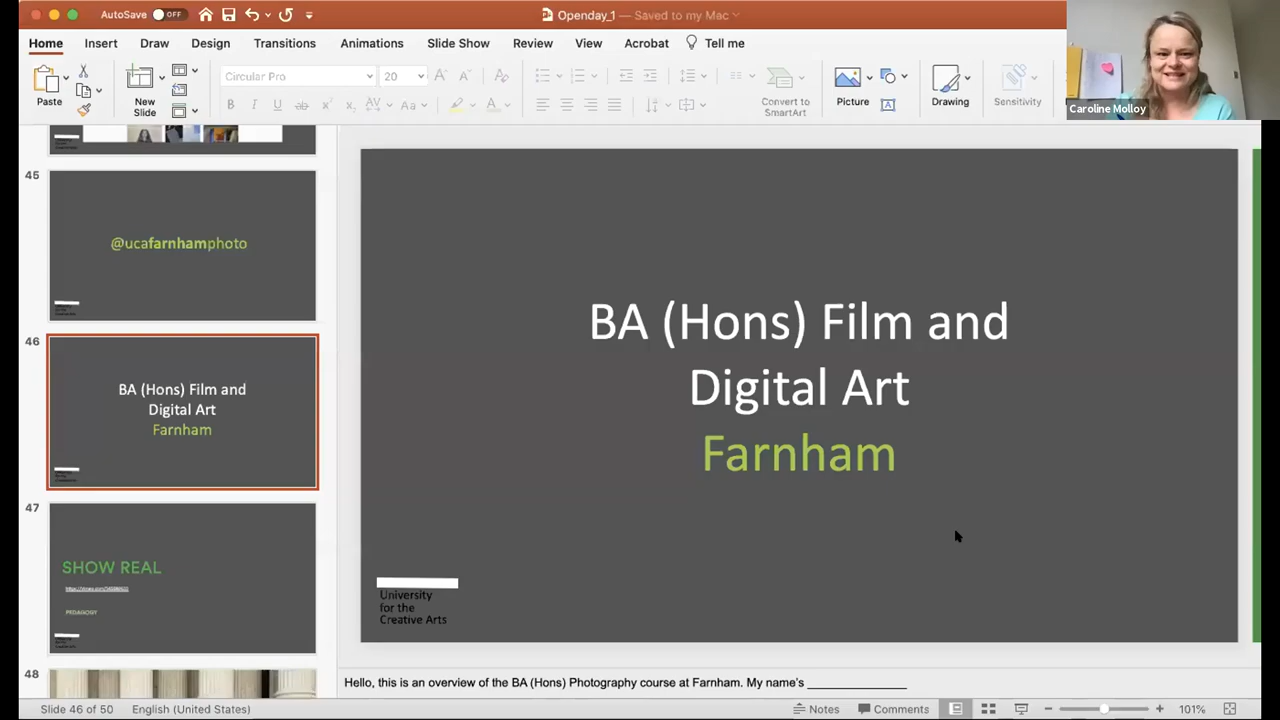 AutoSave OFF
Openday_1 — Saved to my Mac
Home Insert Draw Design Transitions Animations Slide Show Review View Acrobat Tell me
Paste
New
Slide
Circular Pro
20
Convert to
SmartArt
Picture
Drawing
Sensitivity
Caroline Molloy
45
@ucafarnhamphoto
46
BA (Hons) Film and
Digital Art
Farnham
47
SHOW REAL
PEDAGOGY
48
BA (Hons) Film and
Digital Art
Farnham
University
for the
Creative Arts
Hello, this is an overview of the BA (Hons) Photography course at Farnham. My name's ________________
Slide 46 of 50
English (United States)
Notes
Comments
101%